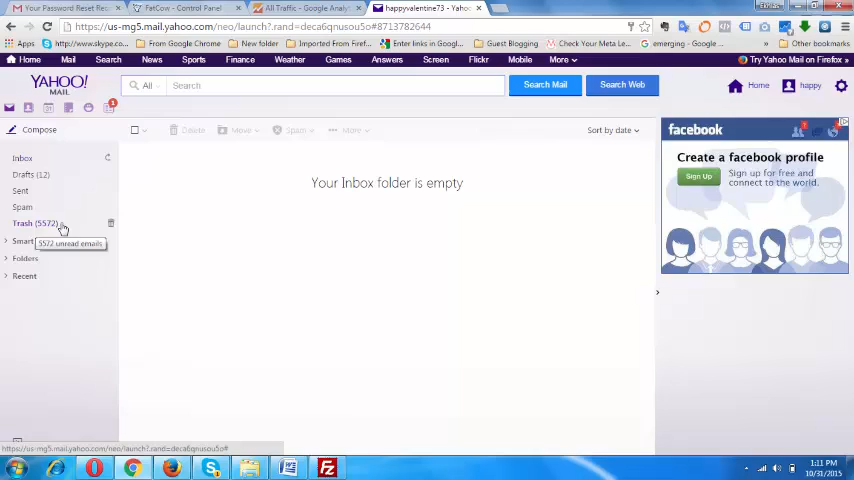 Your Password Reset Rec
FatCow - Control Panel
All Traffic - Google Analyt
happyvalentine73 - Yahoo
Ekhlas
https://us-mg5.mail.yahoo.com/neo/launch?.rand=deca6qnusou5o#8713782644
Apps
http://www.skype.co
From Google Chrome
New folder
Imported From Firef
Enter links in Googl
Guest Blogging
Check Your Meta Le
emerging - Google
Other bookmarks
Home Mail Search News Sports Finance Weather Games Answers Screen Flickr Mobile More
Try Yahoo Mail on Firefox »
YAHOO!
MAIL
All
Search
Search Mail
Search Web
Home
happy
1
Compose
Delete
Move
Spam
More
Sort by date
Inbox
Drafts (12)
Sent
Spam
Trash (5572)
5572 unread emails
Smart
Folders
Recent
Your Inbox folder is empty
facebook
Create a facebook profile
Sign Up
Sign up for free and
connect to the world.
https://us-mg5.mail.yahoo.com/neo/launch?.rand=deca6qnusou5o#
1:11 PM
10/31/2015